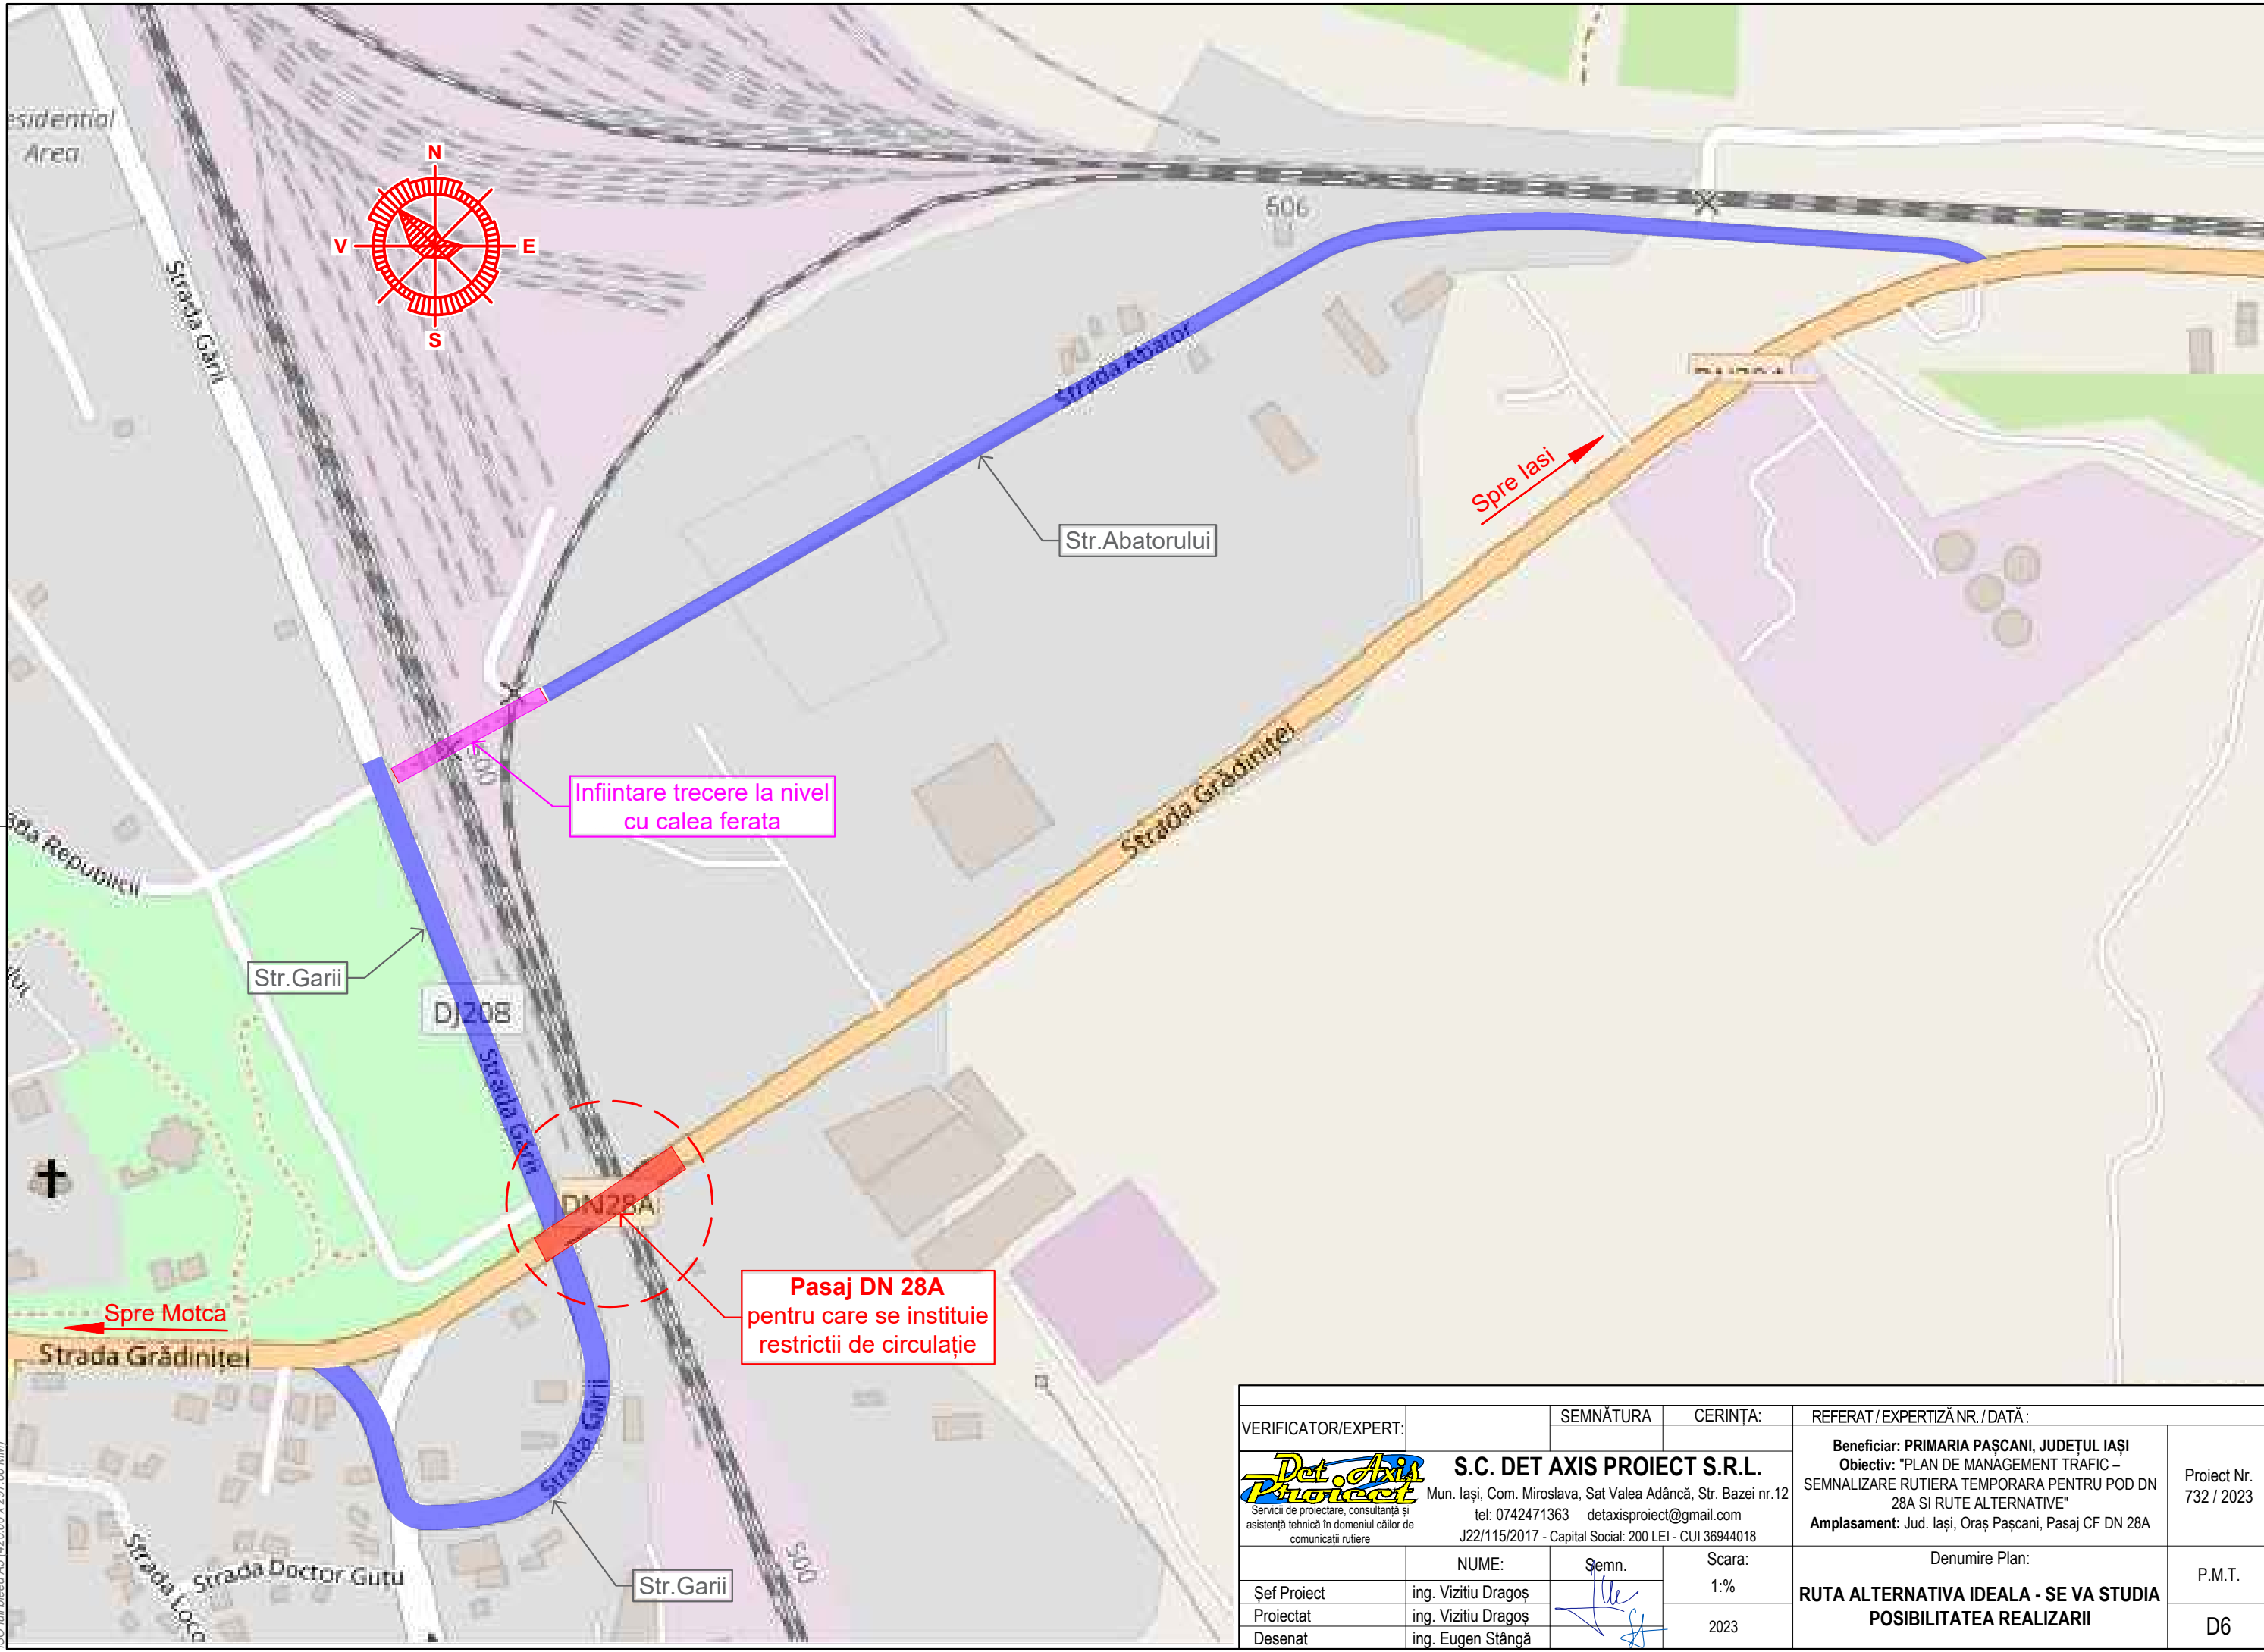 esidential
Area
N
V
E
S
Strada Gării
606
Strada Abator
Spre Iasi
Str.Abatorului
500
Infiintare trecere la nivel
cu calea ferata
Strada Grădiniței
Republicii
Str.Garii
DJ208
Strada Gării
DN28A
Pasaj DN 28A
pentru care se instituie
restrictii de circulație
Spre Motca
Strada Grădiniței
Strada Gării
Str.Garii
500
Strada Doctor Gutu
Strada Loco
VERIFICATOR/EXPERT:
SEMNĂTURA
CERINȚA:
REFERAT / EXPERTIZĂ NR. / DATĂ :
Det Axis
Proiect
Servicii de proiectare, consultanță și
asistență tehnică în domeniul căilor de
comunicații rutiere
S.C. DET AXIS PROIECT S.R.L.
Mun. Iași, Com. Miroslava, Sat Valea Adâncă, Str. Bazei nr.12
tel: 0742471363 detaxisproiect@gmail.com
J22/115/2017 - Capital Social: 200 LEI - CUI 36944018
Beneficiar: PRIMARIA PAȘCANI, JUDEȚUL IAȘI
Obiectiv: "PLAN DE MANAGEMENT TRAFIC –
SEMNALIZARE RUTIERA TEMPORARA PENTRU POD DN
28A SI RUTE ALTERNATIVE"
Amplasament: Jud. Iași, Oraș Pașcani, Pasaj CF DN 28A
Proiect Nr.
732 / 2023
NUME:
Semn.
Scara:
1:%
2023
Șef Proiect
ing. Vizitiu Dragoș
Proiectat
ing. Vizitiu Dragoș
Desenat
ing. Eugen Stângă
Denumire Plan:
RUTA ALTERNATIVA IDEALA - SE VA STUDIA
POSIBILITATEA REALIZARII
P.M.T.
D6